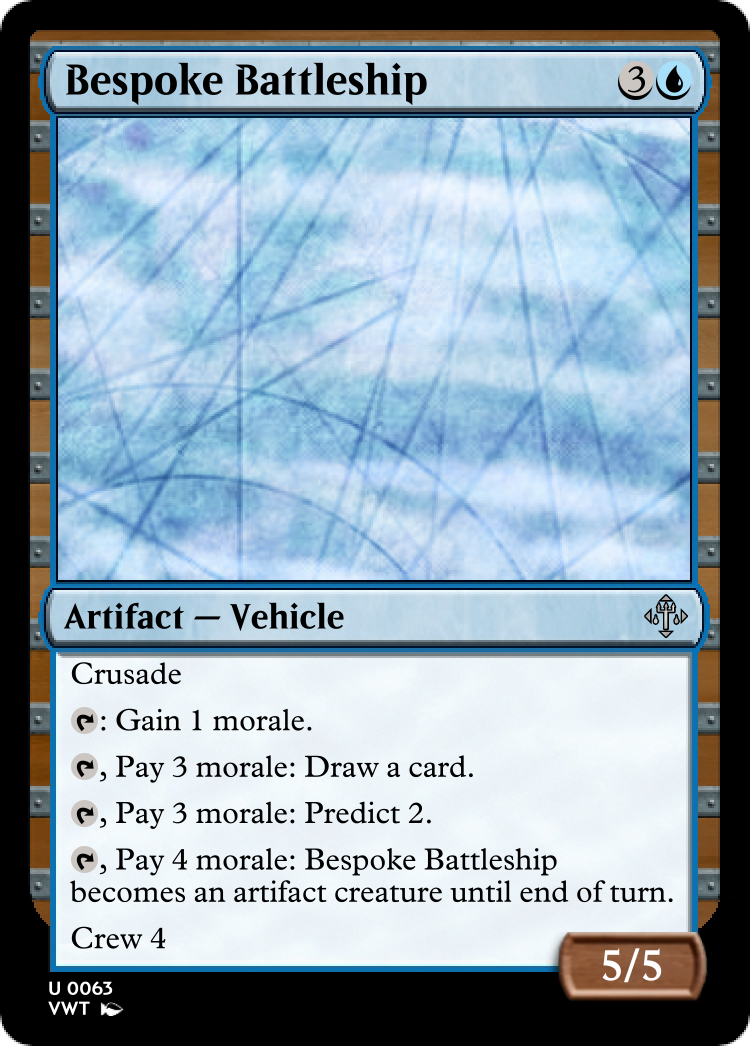 Bespoke Battleship 3
Artifact — Vehicle
Crusade
: Gain 1 morale.
, Pay 3 morale: Draw a card.
, Pay 3 morale: Predict 2.
, Pay 4 morale: Bespoke Battleship
becomes an artifact creature until end of turn.
Crew 4
5/5
U 0063
VWT